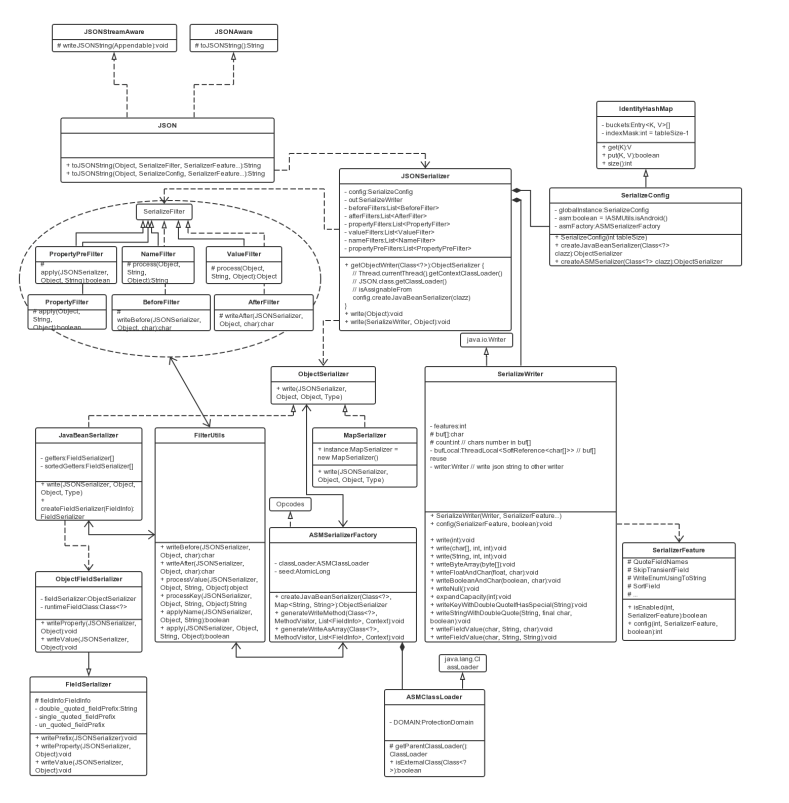 JSONStreamAware
# writeJSONString(Appendable):void
JSONAware
# toJSONString():String
JSON
+ toJSONString(Object, SerializeFilter, SerializerFeature...):String
+ toJSONString(Object, SerializeConfig, SerializerFeature...):String
IdentityHashMap
- buckets:Entry<K, V>[]
- indexMask:int = tableSize-1
+ get(K):V
+ put(K, V):boolean
+ size():int
JSONSerializer
- config:SerializeConfig
- out:SerializeWriter
- beforeFilters:List<BeforeFilter>
- afterFilters:List<AfterFilter>
- propertyFilters:List<PropertyFilter>
- valueFilters:List<ValueFilter>
- nameFilters:List<NameFilter>
- propertyPreFilters:List<PropertyPreFilter>
+ getObjectWriter(Class<?>):ObjectSerializer {
// Thread.currentThread().getContextClassLoader()
// JSON.class.getClassLoader()
// isAssignableFrom
config.createJavaBeanSerializer(clazz)
}
+ write(Object):void
+ write(SerializeWriter, Object):void
SerializeConfig
- globalInstance:SerializeConfig
- asm:boolean = !ASMUtils.isAndroid()
- asmFactory:ASMSerializerFactory
+ SerializeConfig(int tableSize)
+ createJavaBeanSerializer(Class<?>
clazz):ObjectSerializer
+ createASMSerializer(Class<?> clazz):ObjectSerializer
SerializeFilter
PropertyPreFilter
#
apply(JSONSerializer,
Object, String):boolean
NameFilter
# process(Object,
String,
Object):String
ValueFilter
# process(Object,
String, Object):Object
PropertyFilter
# apply(Object,
String,
Object):boolean
BeforeFilter
#
writeBefore(JSONSerializer,
Object, char):char
AfterFilter
# writeAfter(JSONSerializer,
Object, char):char
java.io.Writer
ObjectSerializer
+ write(JSONSerializer,
Object, Object, Type)
SerializeWriter
- features:int
# buf[]:char
# count:int // chars number in buf[]
- bufLocal:ThreadLocal<SoftReference<char[]>> // buf[]
reuse
- writer:Writer // write json string to other writer
+ SerializeWriter(Writer, SerializerFeature...)
+ config(SerializerFeature, boolean):void
+ write(int):void
+ write(char[], int, int):void
+ write(String, int, int):void
+ writeByteArray(byte[]):void
+ writeFloatAndChar(float, char):void
+ writeBooleanAndChar(boolean, char):void
+ writeNull():void
+ expandCapacity(int):void
+ writeKeyWithDoubleQuoteIfHasSpecial(String):void
+ writeStringWithDoubleQuote(String, final char,
boolean):void
+ writeFieldValue(char, String, char):void
+ writeFieldValue(char, String, String):void
JavaBeanSerializer
- getters:FieldSerializer[]
- sortedGetters:FieldSerializer[]
+ write(JSONSerializer, Object,
Object, Type)
+
createFieldSerializer(FieldInfo):
FieldSerializer
FilterUtils
+ writeBefore(JSONSerializer,
Object, char):char
+ writeAfter(JSONSerializer,
Object, char):char
+ processValue(JSONSerializer,
Object, String, Object):object
+ processKey(JSONSerializer,
Object, String, Object):String
+ applyName(JSONSerializer,
Object, String):boolean
+ apply(JSONSerializer, Object,
String, Object):boolean
MapSerializer
+ instance:MapSerializer =
new MapSerializer()
+ write(JSONSerializer,
Object, Object, Type)
Opcodes
ASMSerializerFactory
- classLoader:ASMClassLoader
- seed:AtomicLong
+ createJavaBeanSerializer(Class<?>,
Map<String, String>):ObjectSerializer
+ generateWriteMethod(Class<?>,
MethodVisitor, List<FieldInfo>, Context):void
+ generateWriteAsArray(Class<?>,
MethodVisitor, List<FieldInfo>, Context):void
SerializerFeature
# QuoteFieldNames
# SkipTransientField
# WriteEnumUsingToString
# SortField
# ...
+ isEnabled(int,
SerializerFeature):boolean
+ config(int, SerializerFeature,
boolean):int
ObjectFieldSerializer
- fieldSerializer:ObjectSerializer
- runtimeFieldClass:Class<?>
+ writeProperty(JSONSerializer,
Object):void
+ writeValue(JSONSerializer,
Object):void
java.lang.Cl
assLoader
FieldSerializer
# fieldInfo:FieldInfo
- double_quoted_fieldPrefix:String
- single_quoted_fieldPrefix
- un_quoted_fieldPrefix
+ writePrefix(JSONSerializer):void
+ writeProperty(JSONSerializer,
Object):void
+ writeValue(JSONSerializer,
Object):void
ASMClassLoader
- DOMAIN:ProtectionDomain
# getParentClassLoader()
ClassLoader
+ isExternalClass(Class<?
>):boolean